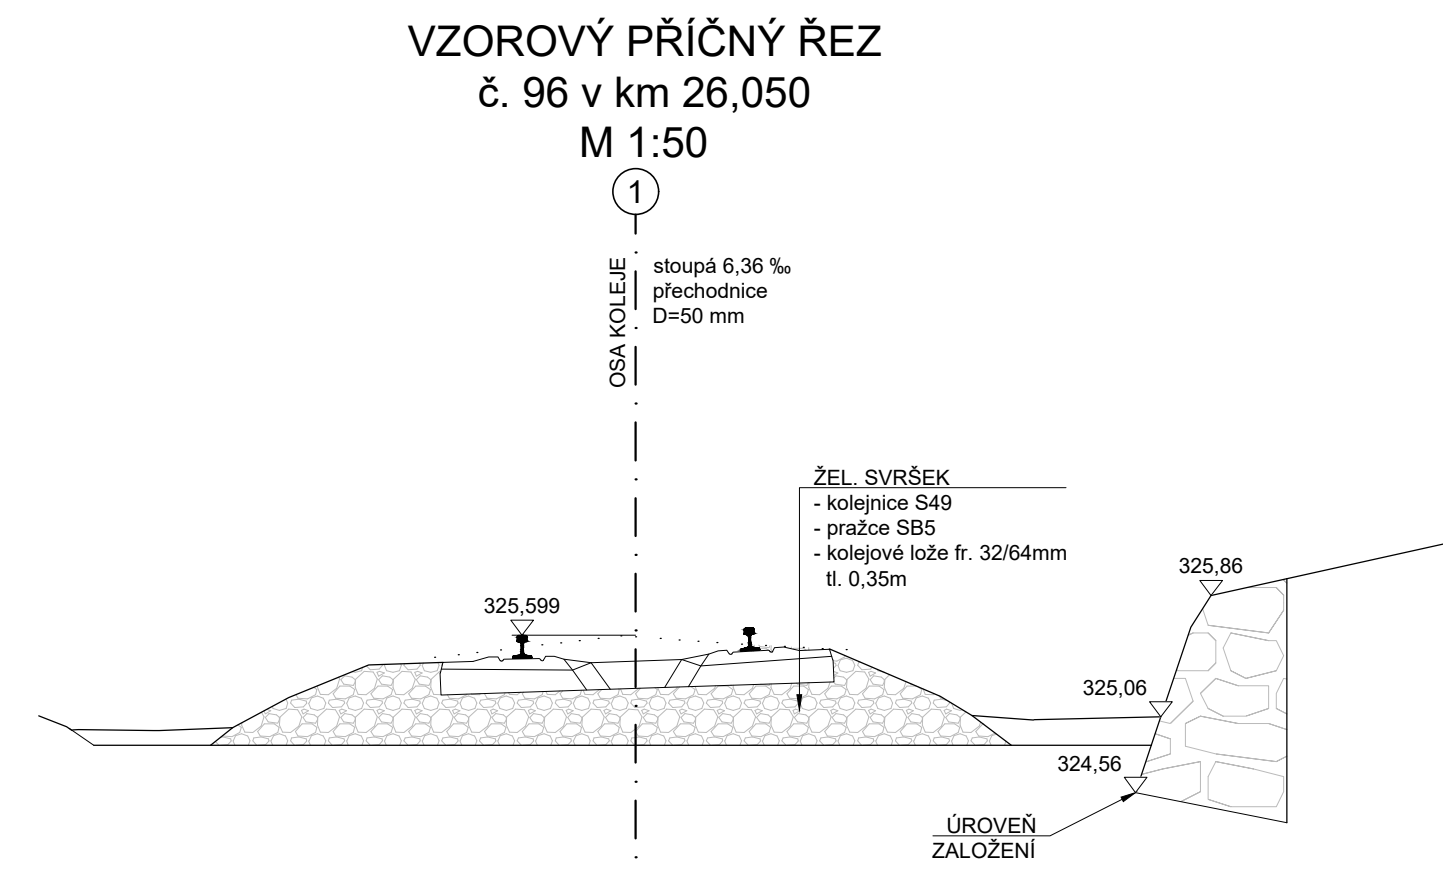 VZOROVÝ PŘÍČNÝ ŘEZ
č. 96 v km 26,050
M 1:50
1
OSA KOLEJE
stoupá 6,36 ‰
přechodnice
D=50 mm
ŽEL. SVRŠEK
- kolejnice S49
- pražce SB5
- kolejové lože fr. 32/64mm
tl. 0,35m
325,86
325,599
325,06
324,56
ÚROVEŇ
ZALOŽENÍ